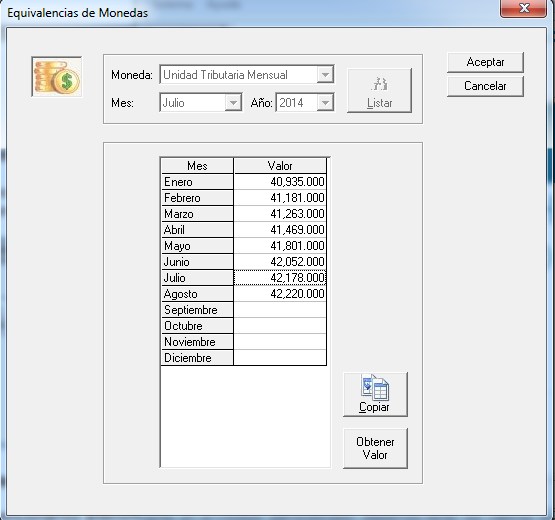 Equivalencias de Monedas
Moneda: Unidad Tributaria Mensual
Mes: Julio Año: 2014
Listar
Aceptar
Cancelar
Mes Valor
Enero 40,935.000
Febrero 41,181.000
Marzo 41,263.000
Abril 41,469.000
Mayo 41,801.000
Junio 42,052.000
Julio 42,178.000
Agosto 42,220.000
Septiembre
Octubre
Noviembre
Diciembre
Copiar
Obtener
Valor